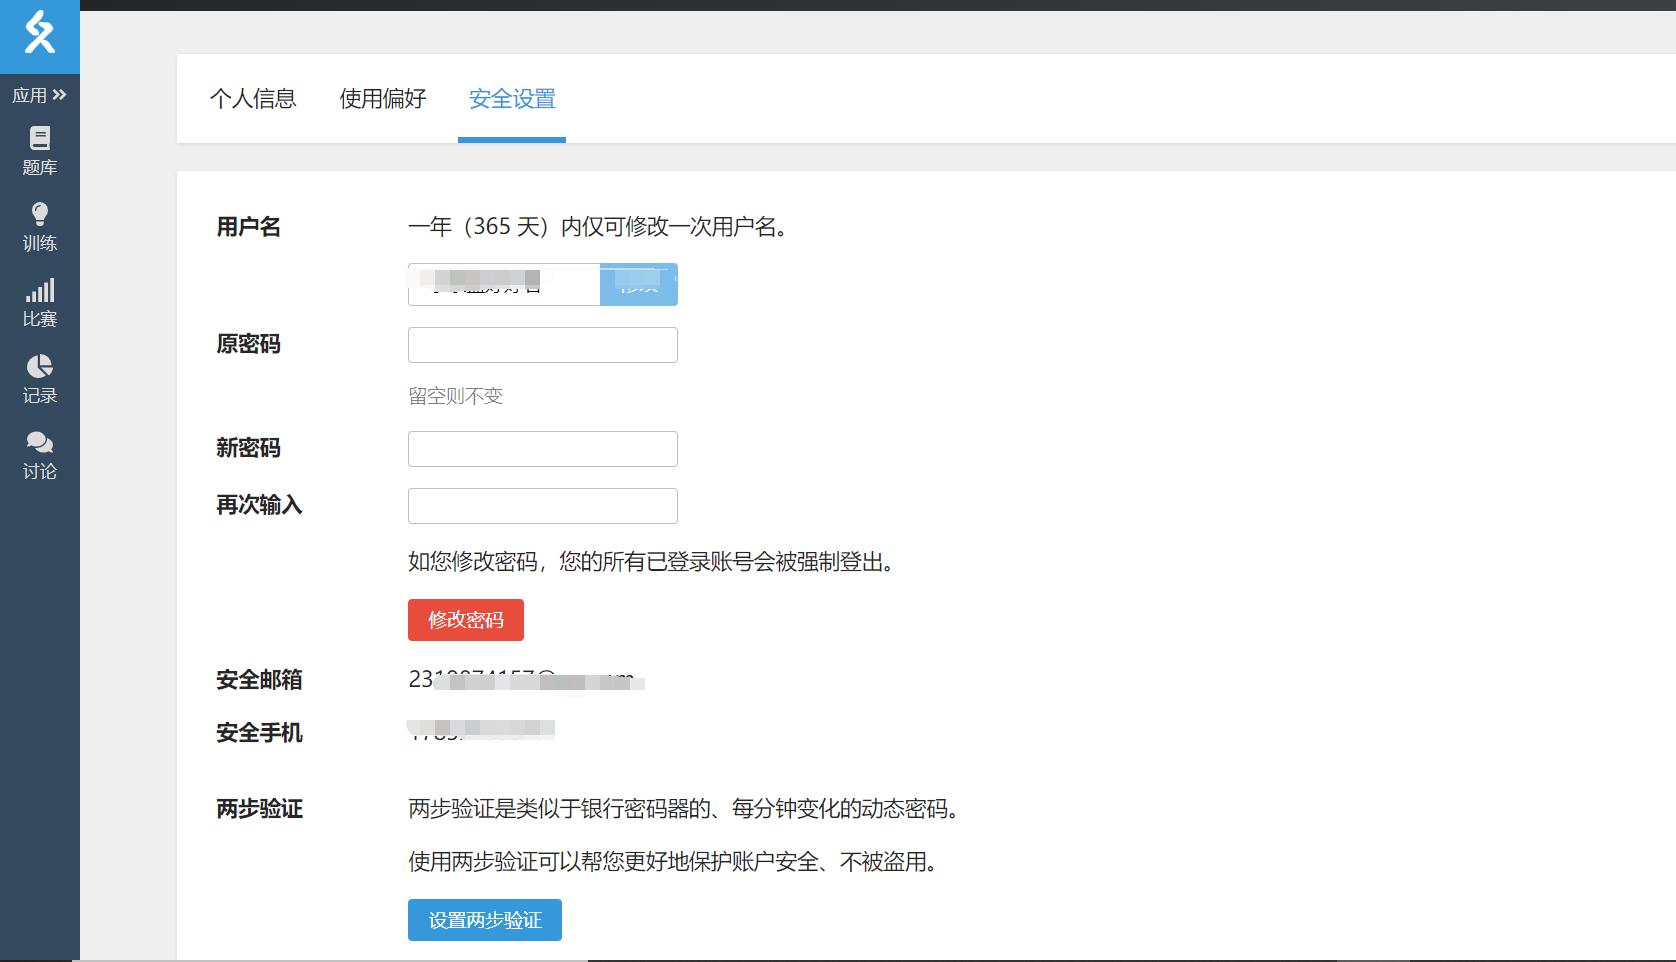 应用
题库
训练
比赛
记录
讨论
个人信息 使用偏好 安全设置
用户名 一年（365 天）内仅可修改一次用户名。
原密码
留空则不变
新密码
再次输入
如您修改密码，您的所有已登录账号会被强制登出。
修改密码
安全邮箱
安全手机
两步验证 两步验证是类似于银行密码器的、每分钟变化的动态密码。
使用两步验证可以帮您更好地保护账户安全、不被盗用。
设置两步验证